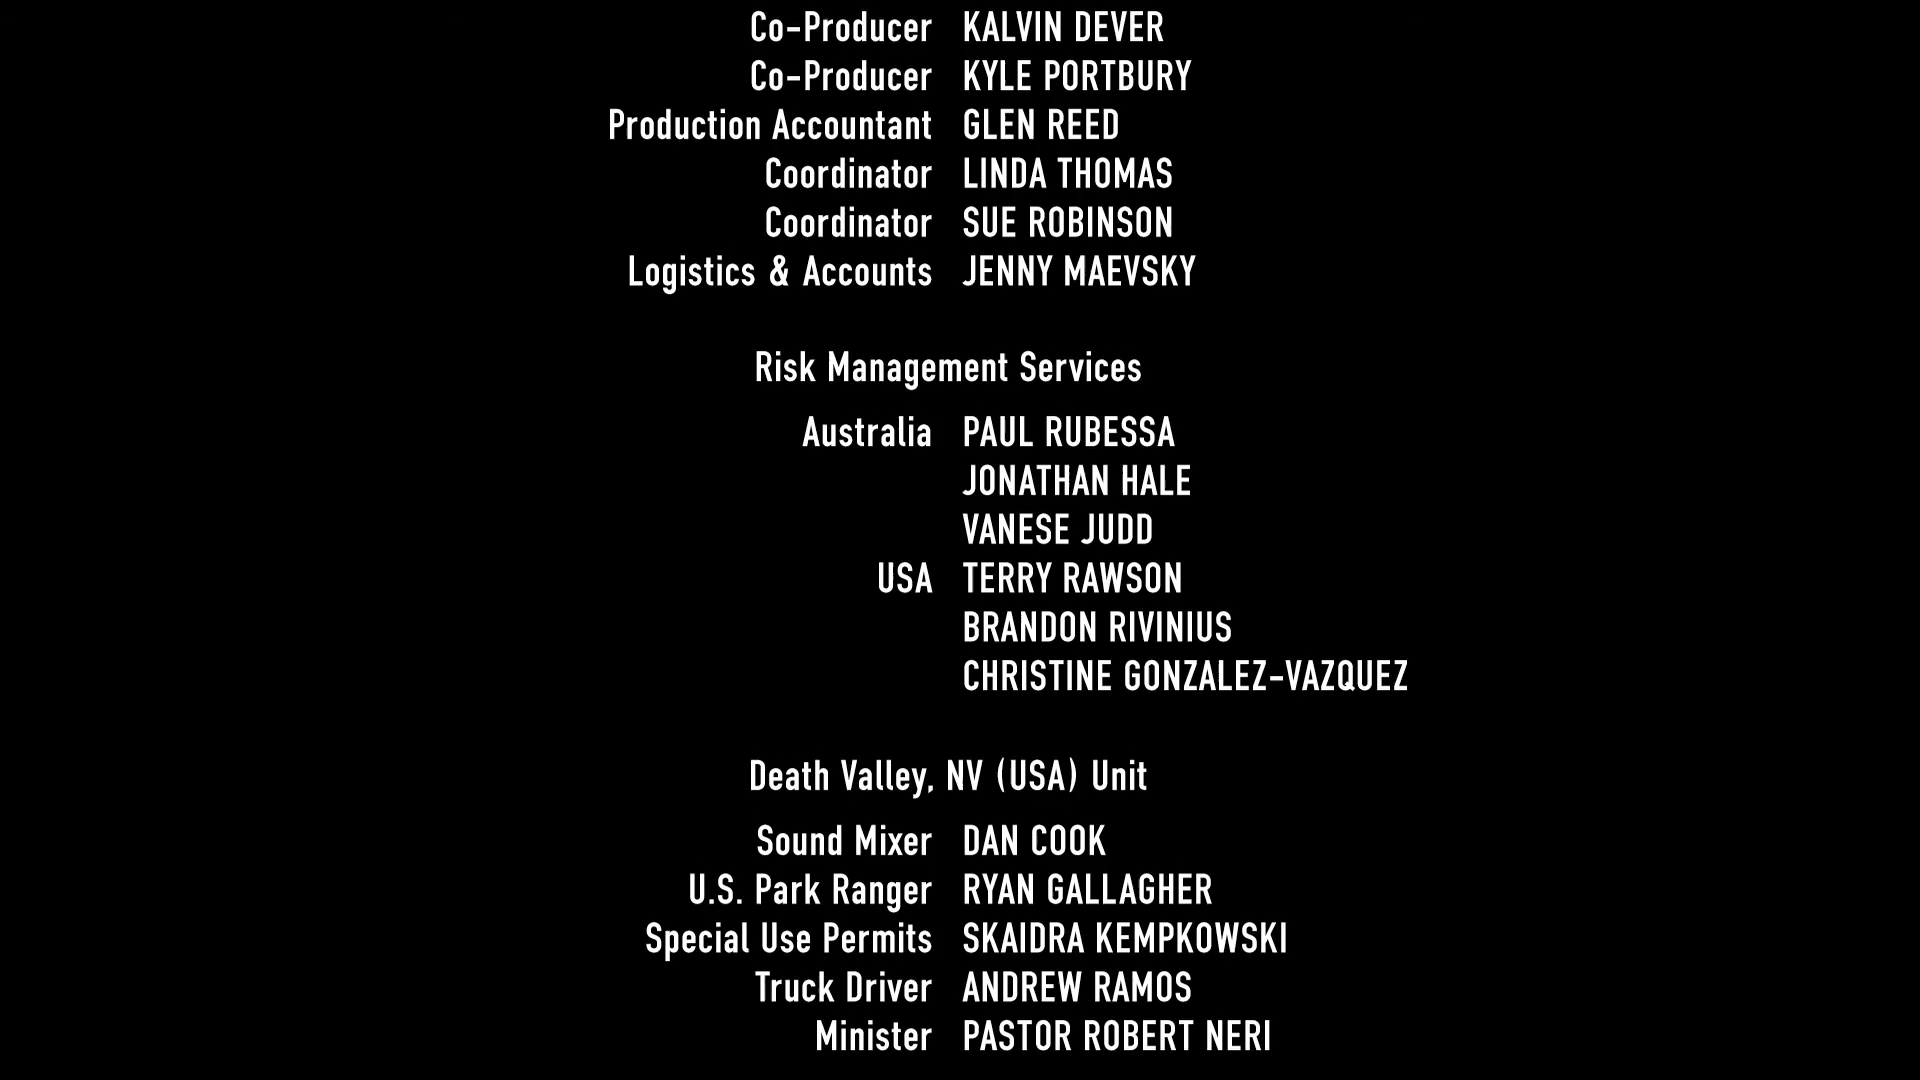 Co-Producer KALVIN DEVER
Co-Producer KYLE PORTBURY
Production Accountant GLEN REED
Coordinator LINDA THOMAS
Coordinator SUE ROBINSON
Logistics & Accounts JENNY MAEVSKY
Risk Management Services
Australia PAUL RUBESSA
JONATHAN HALE
VANESE JUDD
USA TERRY RAWSON
BRANDON RIVINIUS
CHRISTINE GONZALEZ-VAZQUEZ
Death Valley, NV (USA) Unit
Sound Mixer DAN COOK
U.S. Park Ranger RYAN GALLAGHER
Special Use Permits SKAIDRA KEMPKOWSKI
Truck Driver ANDREW RAMOS
Minister PASTOR ROBERT NERI